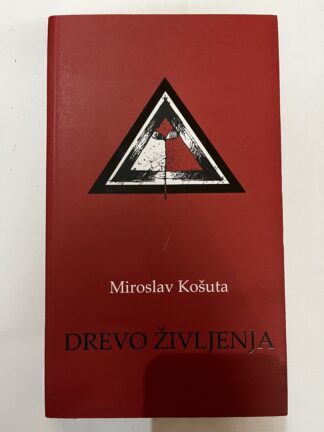 Miroslav Košuta
DREVO ŽIVLJENJA